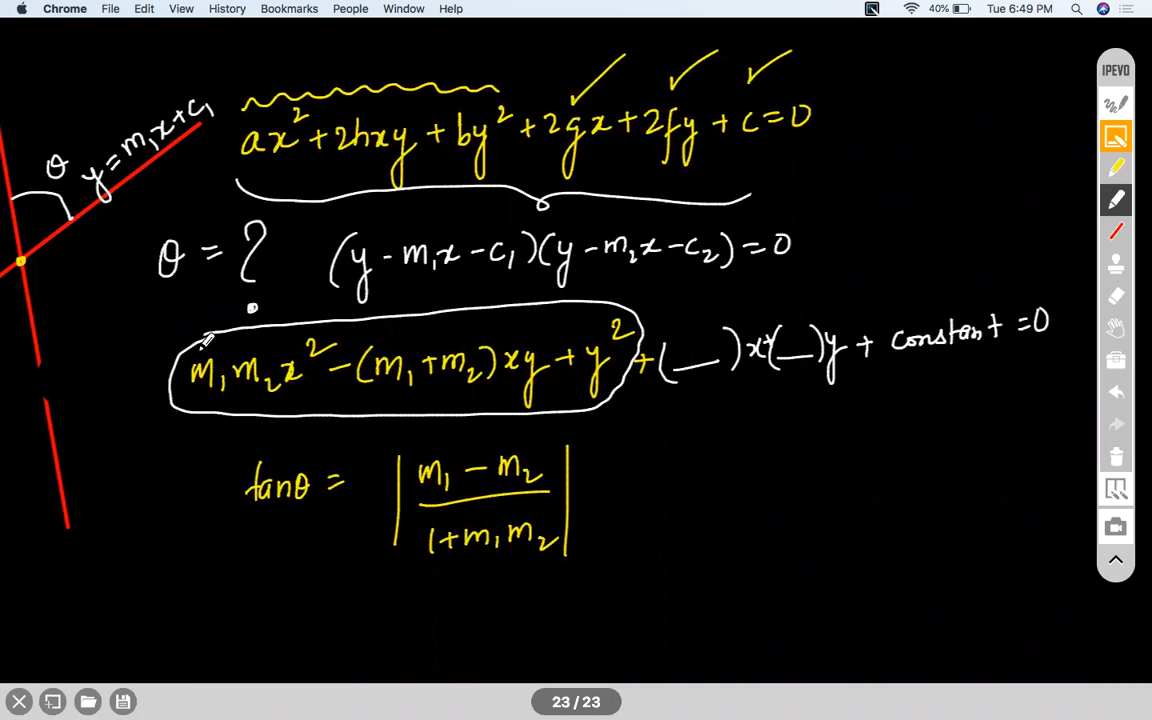 Chrome File Edit View History Bookmarks People Window Help 40% Tue 6:49 PM
IPEVO
ax² + 2hxy + by² + 2gx + 2fy + c = 0
θ y = m₁x + c₁
θ = ? (y - m₁x - c₁)(y - m₂x - c₂) = 0
m₁m₂x² - (m₁ + m₂)xy + y² + (__)x + (__)y + constant = 0
tanθ = | m₁ - m₂ / 1 + m₁m₂ |
23 / 23